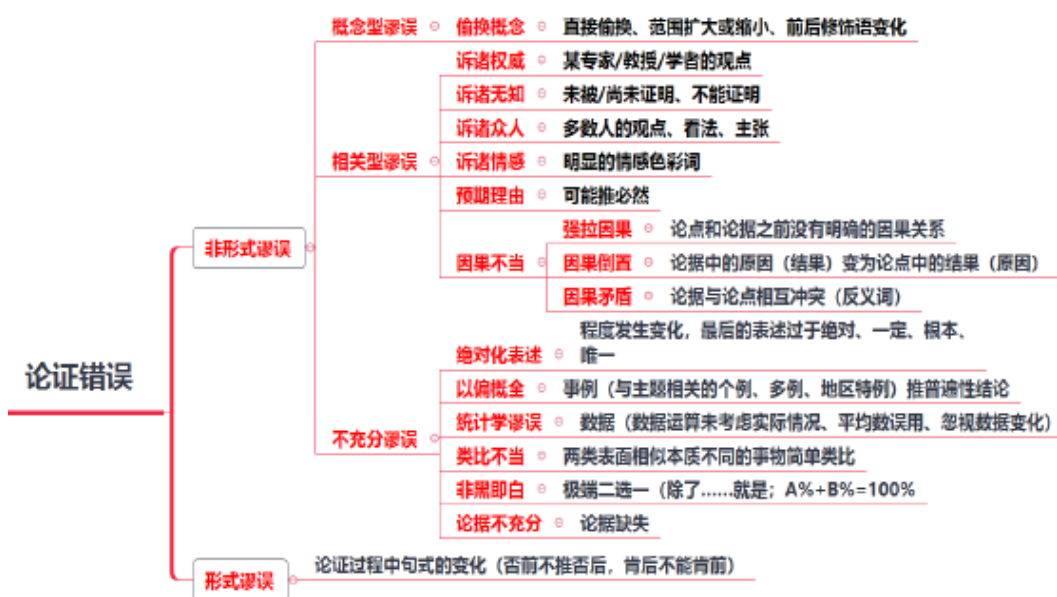 概念型谬误 偷换概念 直接偷换、范围扩大或缩小、前后修饰语变化
诉诸权威 某专家/教授/学者的观点
诉诸无知 未被/尚未证明、不能证明
诉诸众人 多数人的观点、看法、主张
相关型谬误 诉诸情感 明显的情感色彩词
预期理由 可能推必然
强拉因果 论点和论据之前没有明确的因果关系
非形式谬误
因果不当 因果倒置 论据中的原因（结果）变为论点中的结果（原因）
因果矛盾 论据与论点相互冲突（反义词）
程度发生变化，最后的表述过于绝对、一定、根本、
绝对化表述 唯一
论证错误
以偏概全 事例（与主题相关的个例、多例、地区特例）推普遍性结论
统计学谬误 数据（数据运算未考虑实际情况、平均数误用、忽视数据变化）
不充分谬误
类比不当 两类表面相似本质不同的事物简单类比
非黑即白 极端二选一（除了......就是；A%+B%=100%
论据不充分 论据缺失
论证过程中句式的变化（否前不推否后，肯后不能肯前）
形式谬误